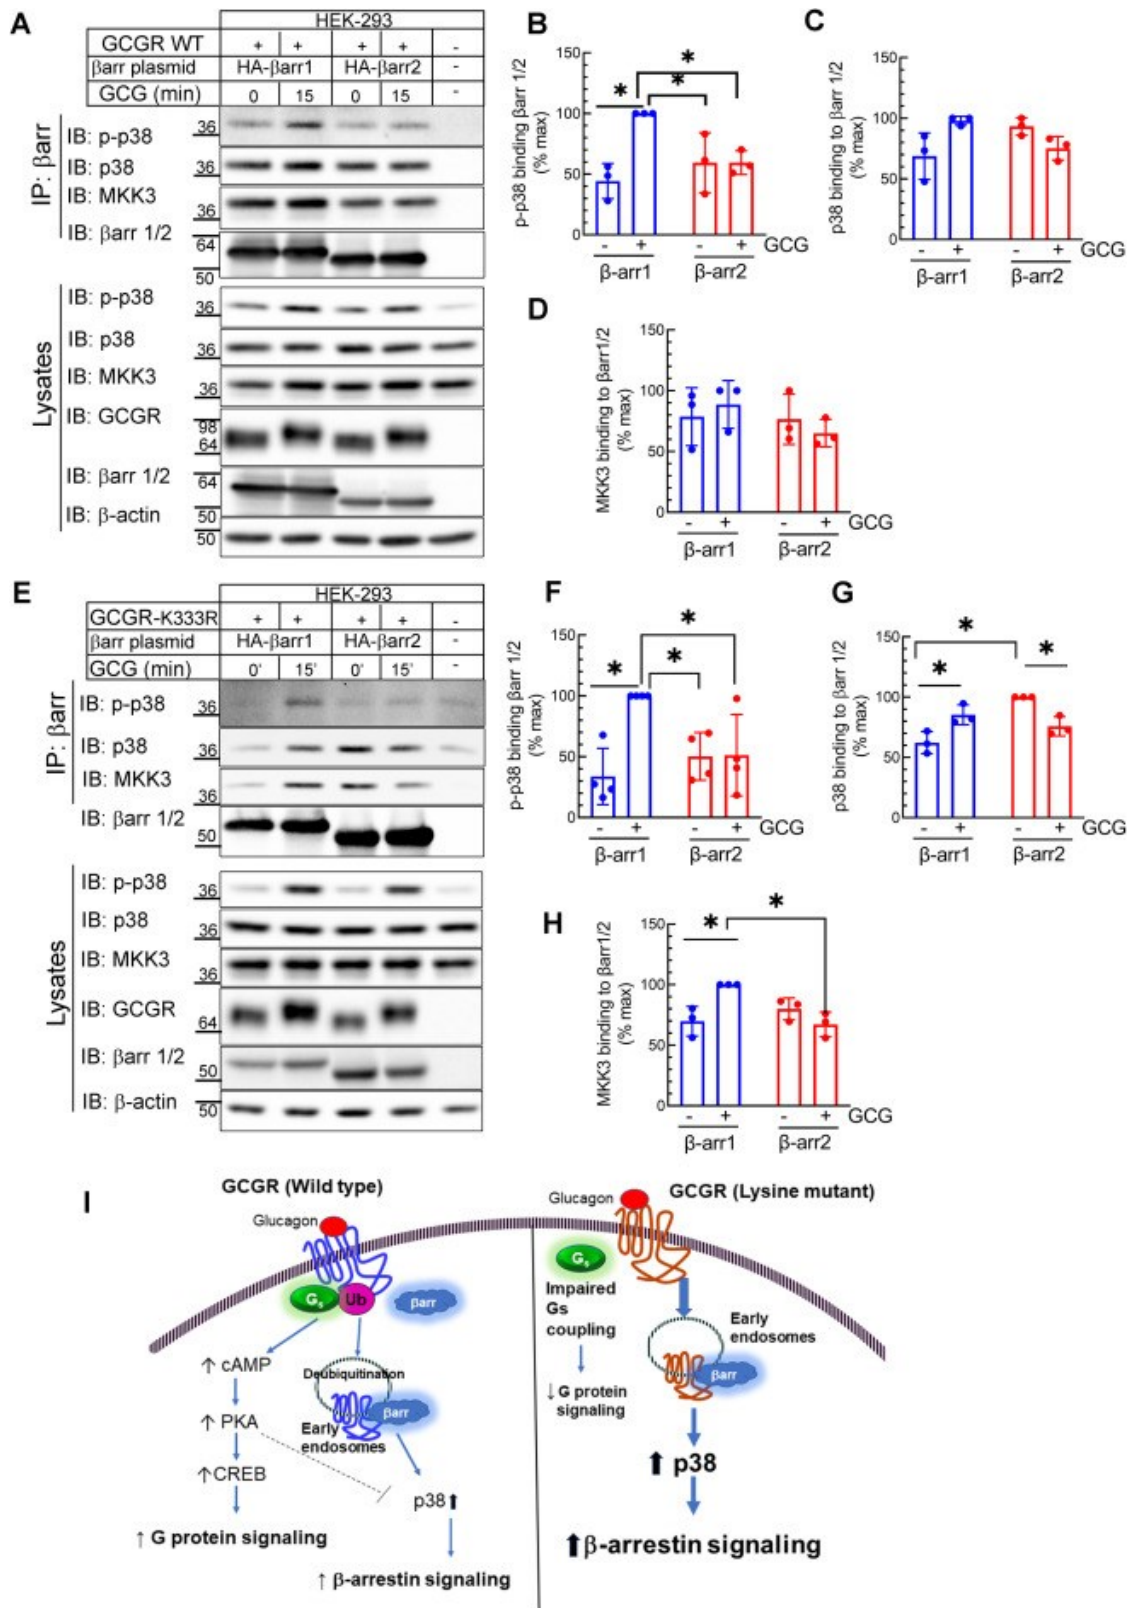 A
HEK-293
GCGR WT + + + + -
βarr plasmid HA-βarr1 HA-βarr2 -
GCG (min) 0 15 0 15 -
IP: βarr
IB: p-p38 36
IB: p38 36
IB: MKK3 36
IB: βarr 1/2 64
50
Lysates
IB: p-p38 36
IB: p38 36
IB: MKK3 36
IB: GCGR 98
64
IB: βarr 1/2 64
50
IB: β-actin 50
B
p-p38 binding βarr 1/2
(% max)
150
100
50
0
* * *
- + - + GCG
β-arr1 β-arr2
C
p38 binding to βarr 1/2
(% max)
150
100
50
0
- + - + GCG
β-arr1 β-arr2
D
MKK3 binding to βarr1/2
(% max)
150
100
50
0
- + - + GCG
β-arr1 β-arr2
E
HEK-293
GCGR-K333R + + + + -
βarr plasmid HA-βarr1 HA-βarr2 -
GCG (min) 0' 15' 0' 15' -
IP: βarr
IB: p-p38 36
IB: p38 36
IB: MKK3 36
IB: βarr 1/2 50
Lysates
IB: p-p38 36
IB: p38 36
IB: MKK3 36
IB: GCGR 64
IB: βarr 1/2 50
IB: β-actin 50
F
p-p38 binding βarr 1/2
(% max)
150
100
50
0
* * *
- + - + GCG
β-arr1 β-arr2
G
p38 binding to βarr 1/2
(% max)
150
100
50
0
* * *
- + - + GCG
β-arr1 β-arr2
H
MKK3 binding to βarr1/2
(% max)
150
100
50
0
* *
- + - + GCG
β-arr1 β-arr2
I
GCGR (Wild type)
Glucagon
Gs Ub βarr
↑ cAMP
↑ PKA
↑CREB
↑ G protein signaling
Deubiquitination
βarr
Early
endosomes
p38⬆
↑ β-arrestin signaling
GCGR (Lysine mutant)
Glucagon
Gs
Impaired
Gs
coupling
↓G protein
signaling
Early
endosomes
βarr
⬆ p38
⬆β-arrestin signaling